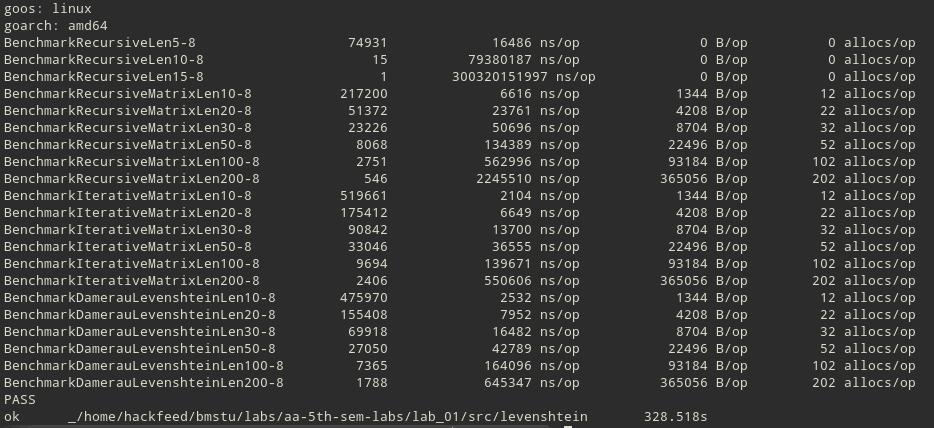 goos: linux
goarch: amd64
BenchmarkRecursiveLen5-8 74931 16486 ns/op 0 B/op 0 allocs/op
BenchmarkRecursiveLen10-8 15 79380187 ns/op 0 B/op 0 allocs/op
BenchmarkRecursiveLen15-8 1 300320151997 ns/op 0 B/op 0 allocs/op
BenchmarkRecursiveMatrixLen10-8 217200 6616 ns/op 1344 B/op 12 allocs/op
BenchmarkRecursiveMatrixLen20-8 51372 23761 ns/op 4208 B/op 22 allocs/op
BenchmarkRecursiveMatrixLen30-8 23226 50696 ns/op 8704 B/op 32 allocs/op
BenchmarkRecursiveMatrixLen50-8 8068 134389 ns/op 22496 B/op 52 allocs/op
BenchmarkRecursiveMatrixLen100-8 2751 562996 ns/op 93184 B/op 102 allocs/op
BenchmarkRecursiveMatrixLen200-8 546 2245510 ns/op 365056 B/op 202 allocs/op
BenchmarkIterativeMatrixLen10-8 519661 2104 ns/op 1344 B/op 12 allocs/op
BenchmarkIterativeMatrixLen20-8 175412 6649 ns/op 4208 B/op 22 allocs/op
BenchmarkIterativeMatrixLen30-8 90842 13700 ns/op 8704 B/op 32 allocs/op
BenchmarkIterativeMatrixLen50-8 33046 36555 ns/op 22496 B/op 52 allocs/op
BenchmarkIterativeMatrixLen100-8 9694 139671 ns/op 93184 B/op 102 allocs/op
BenchmarkIterativeMatrixLen200-8 2406 550606 ns/op 365056 B/op 202 allocs/op
BenchmarkDamerauLevenshteinLen10-8 475970 2532 ns/op 1344 B/op 12 allocs/op
BenchmarkDamerauLevenshteinLen20-8 155408 7952 ns/op 4208 B/op 22 allocs/op
BenchmarkDamerauLevenshteinLen30-8 69918 16482 ns/op 8704 B/op 32 allocs/op
BenchmarkDamerauLevenshteinLen50-8 27050 42789 ns/op 22496 B/op 52 allocs/op
BenchmarkDamerauLevenshteinLen100-8 7365 164096 ns/op 93184 B/op 102 allocs/op
BenchmarkDamerauLevenshteinLen200-8 1788 645347 ns/op 365056 B/op 202 allocs/op
PASS
ok _/home/hackfeed/bmstu/labs/aa-5th-sem-labs/lab_01/src/levenshtein 328.518s